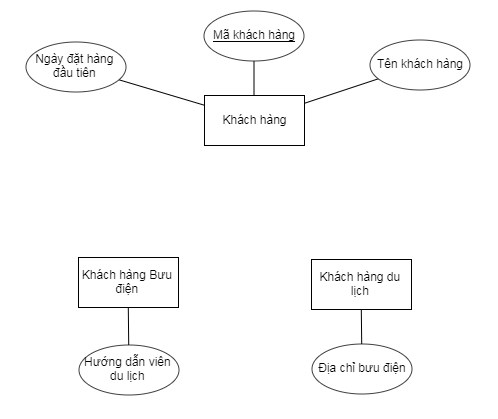 Mã khách hàng
Ngày đặt hàng
đầu tiên
Tên khách hàng
Khách hàng
Khách hàng Bưu
điện
Khách hàng du
lịch
Hướng dẫn viên
du lịch
Địa chỉ bưu điện